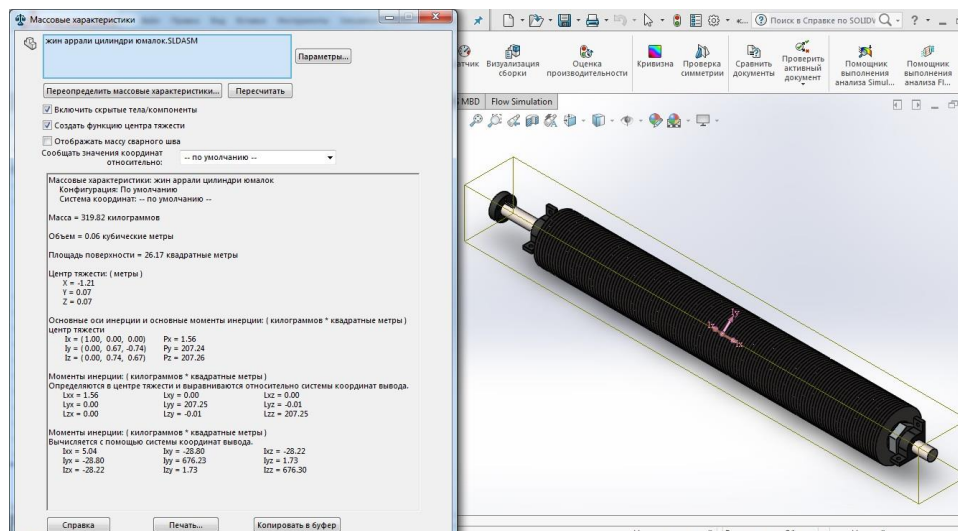 Массовые характеристики
жин аррали цилиндри юмалок.SLDASM
Параметры...
Переопределить массовые характеристики... Пересчитать
Включить скрытые тела/компоненты
Создать функцию центра тяжести
Отображать массу сварного шва
Сообщать значения координат относительно: -- по умолчанию --
Массовые характеристики: жин аррали цилиндри юмалок
Конфигурация: По умолчанию
Система координат: -- по умолчанию --
Масса = 319.82 килограммов
Объем = 0.06 кубические метры
Площадь поверхности = 26.17 квадратные метры
Центр тяжести: ( метры )
X = -1.21
Y = 0.07
Z = 0.07
Основные оси инерции и основные моменты инерции: ( килограммов * квадратные метры )
центр тяжести
Ix = ( 1.00, 0.00, 0.00) Px = 1.56
Iy = ( 0.00, 0.67, -0.74) Py = 207.24
Iz = ( 0.00, 0.74, 0.67) Pz = 207.26
Моменты инерции: ( килограммов * квадратные метры )
Определяются в центре тяжести и выравниваются относительно системы координат вывода.
Lxx = 1.56 Lxy = 0.00 Lxz = 0.00
Lyx = 0.00 Lyy = 207.25 Lyz = -0.01
Lzx = 0.00 Lzy = -0.01 Lzz = 207.25
Моменты инерции: ( килограммов * квадратные метры )
Вычисляется с помощью системы координат вывода.
Ixx = 5.04 Ixy = -28.80 Ixz = -28.22
Iyx = -28.80 Iyy = 676.23 Iyz = 1.73
Izx = -28.22 Izy = 1.73 Izz = 676.30
Справка Печать... Копировать в буфер
к... Поиск в Справке по SOLIDV
атчик Визуализация сборки
Оценка производительности
Кривизна
Проверка симметрии
Сравнить документы
Проверить активный документ
Помощник выполнения анализа Simul...
Помощник выполнения анализа Fl...
MBD Flow Simulation
Iy
Ix